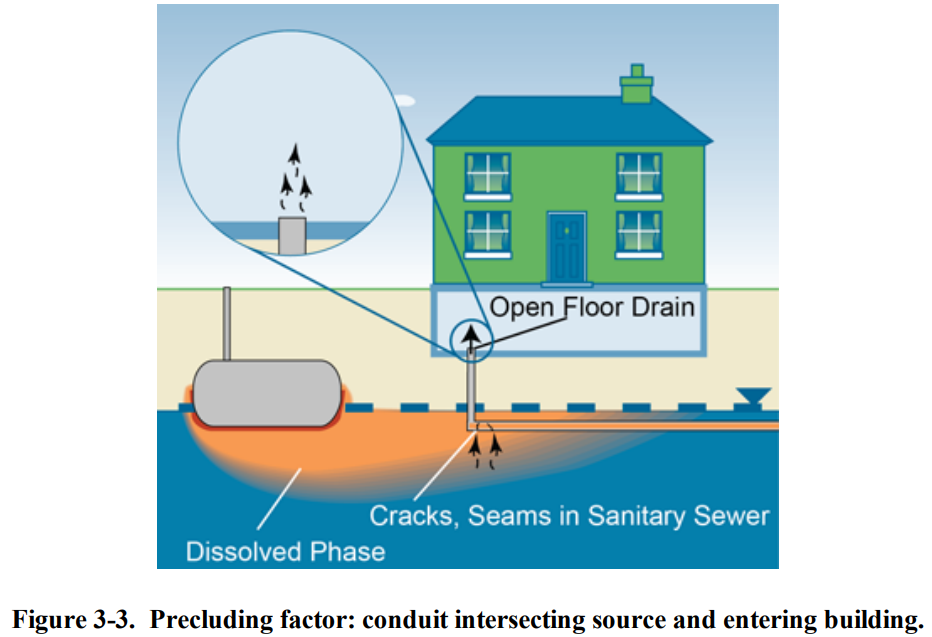 Open Floor Drain
Cracks, Seams in Sanitary Sewer
Dissolved Phase
Figure 3-3. Precluding factor: conduit intersecting source and entering building.